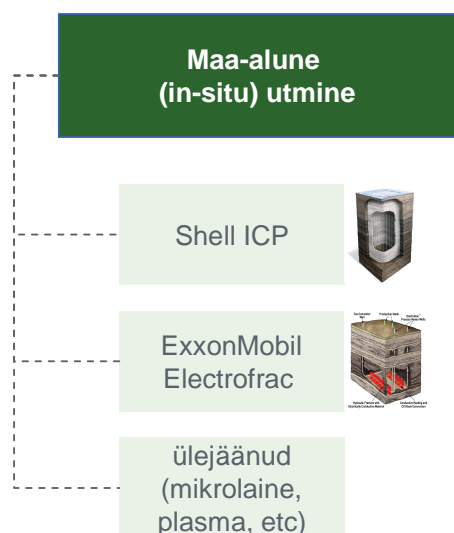 Maa-alune
(in-situ) utmine
Shell ICP
ExxonMobil
Electrofrac
ülejäänud
(mikrolaine,
plasma, etc)